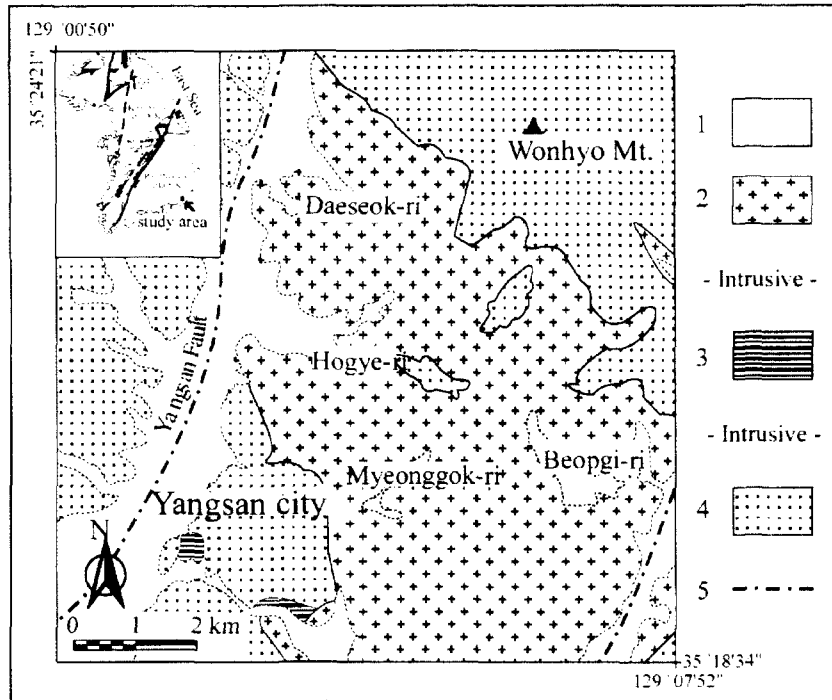 129 ˚00'50"
35 ˚24'21"
East Sea
study area
Wonhyo Mt.
Daeseok-ri
Yangsan Fault
Hogye-ri
Myeonggok-ri
Beopgi-ri
Yangsan city
N
0 1 2 km
1
2
- Intrusive -
3
- Intrusive -
4
5
35 ˚18'34"
129 ˚07'52"